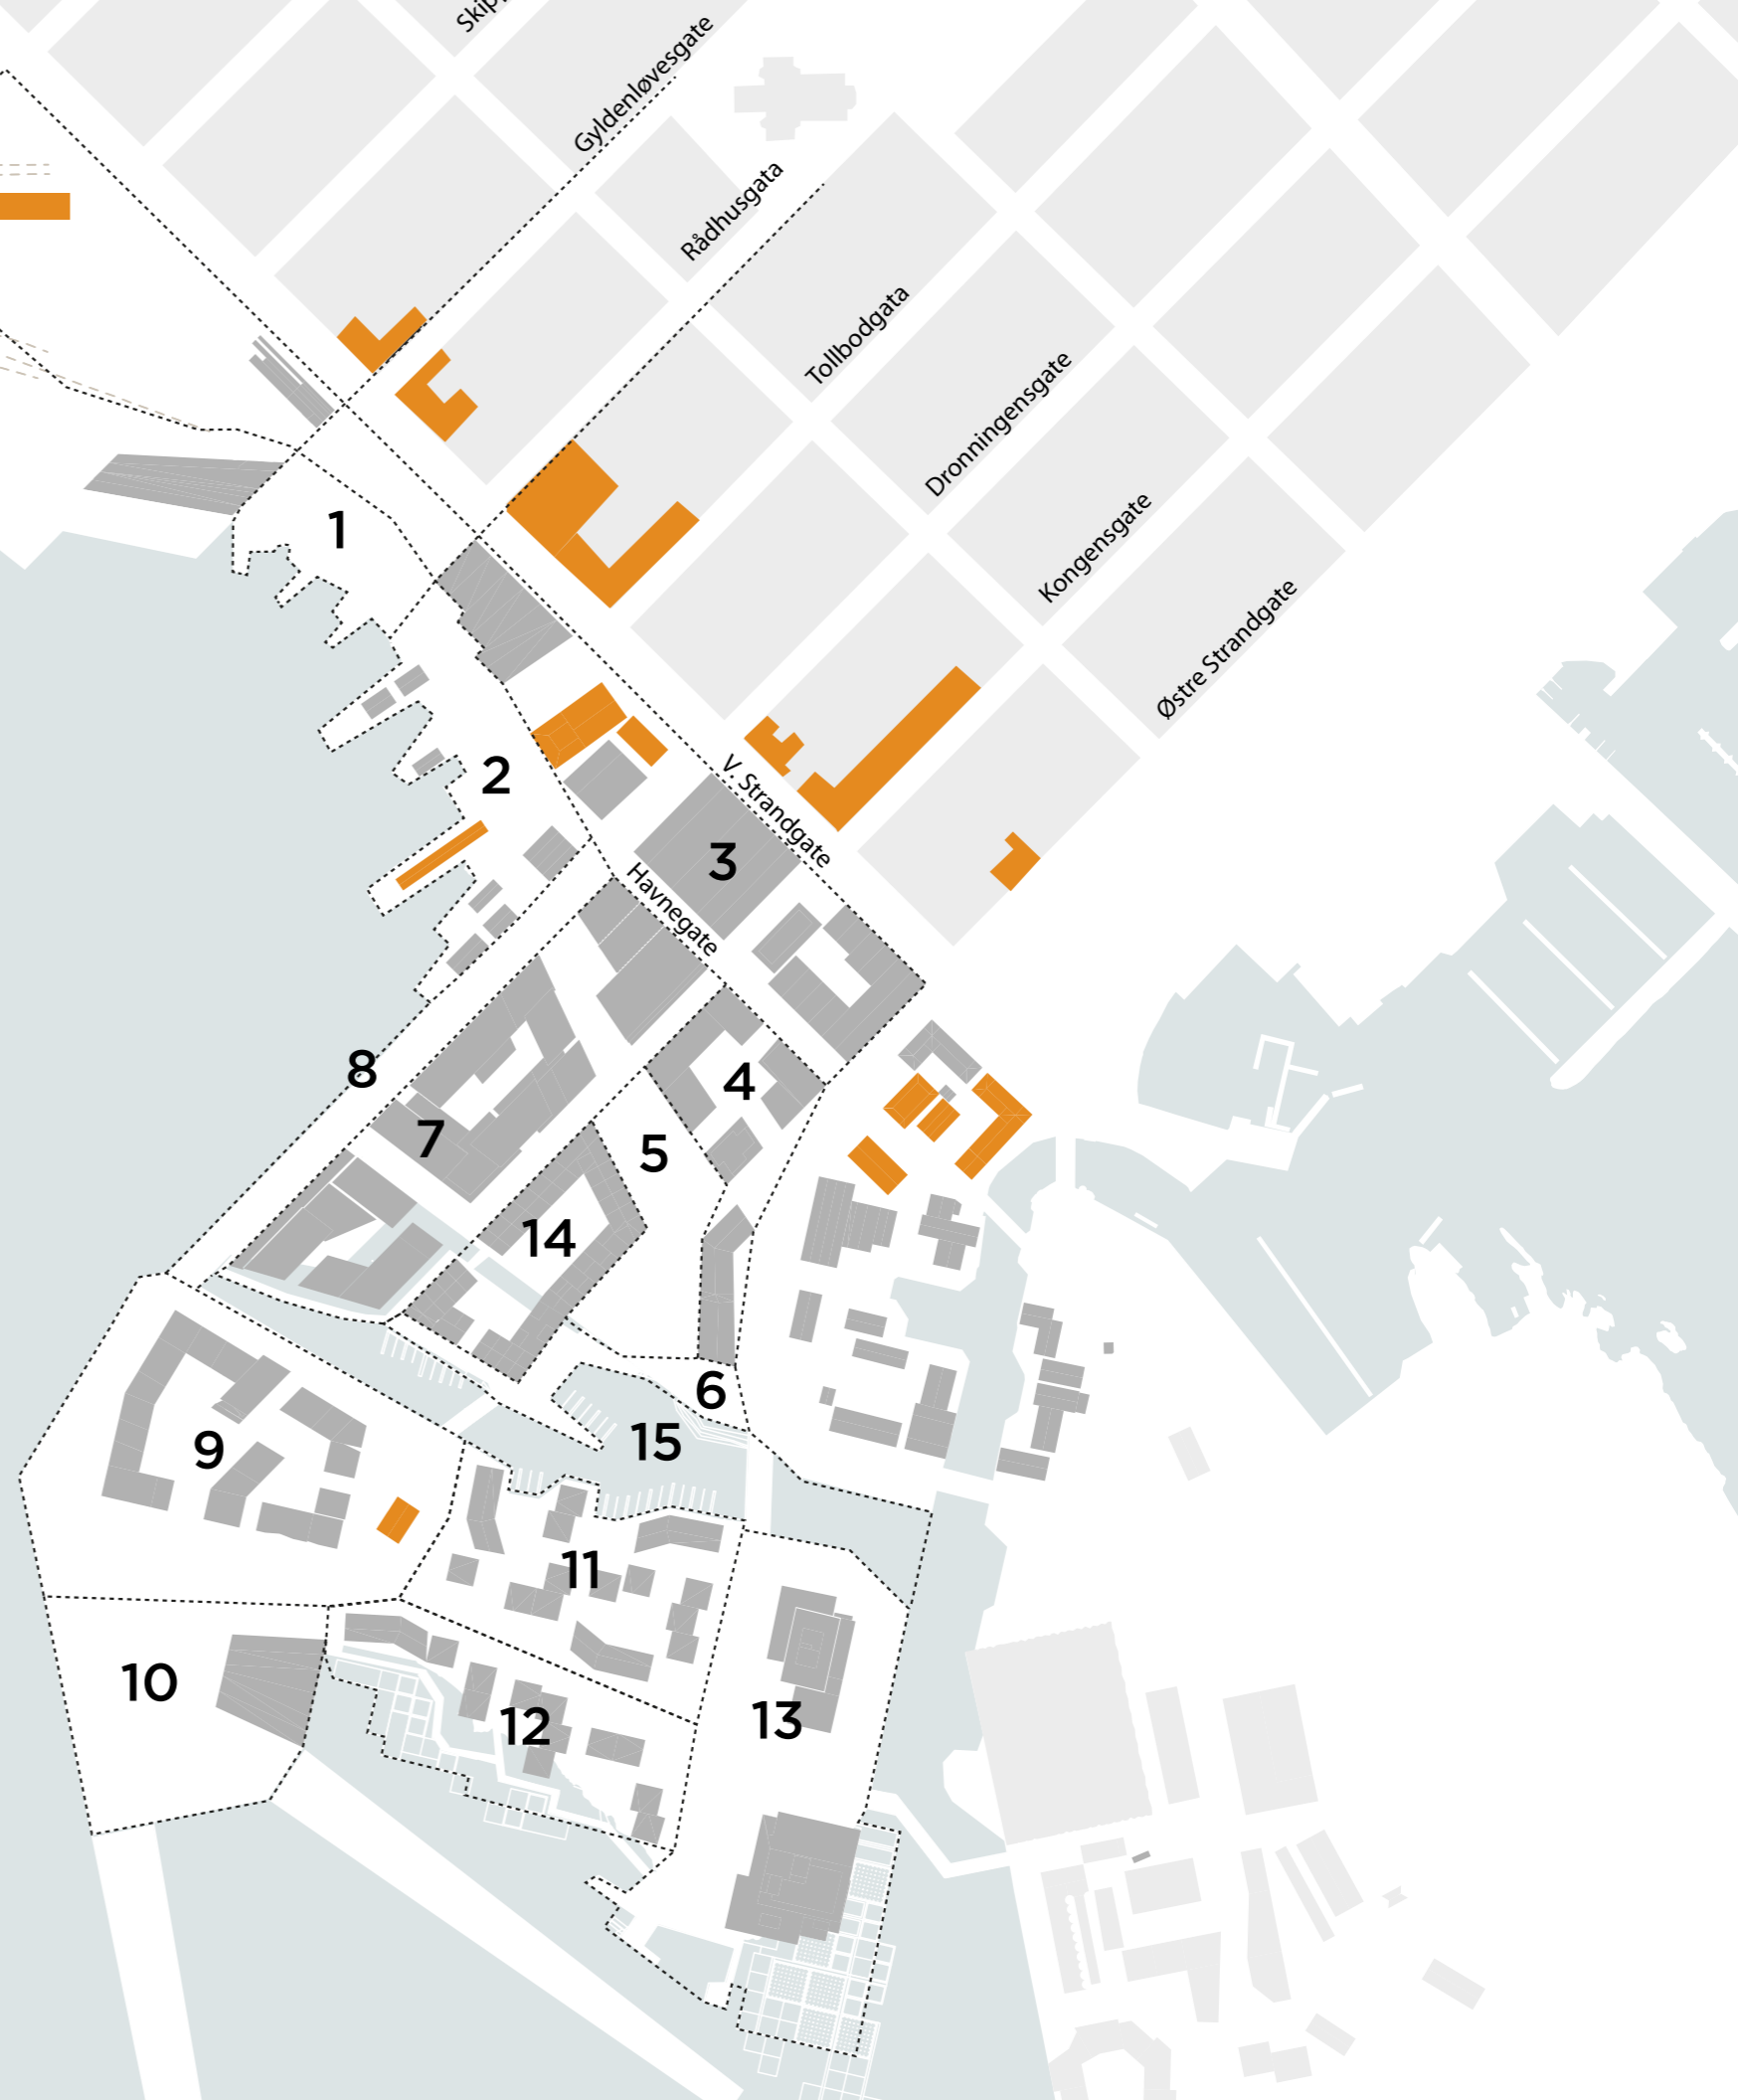 Gyldenløvesgate
Rådhusgata
Tollbodgata
Dronningensgate
Kongensgate
Østre Strandgate
V. Strandgate
Havnegate
1
2
3
4
5
6
7
8
9
10
11
12
13
14
15